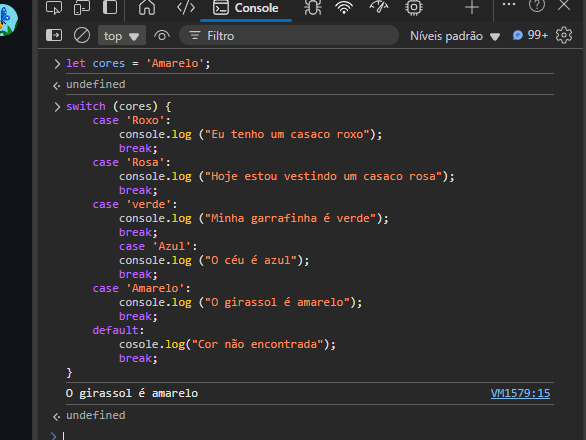 Console
top
Filtro
Níveis padrão
99+
let cores = 'Amarelo';
undefined
switch (cores) {
case 'Roxo':
console.log ("Eu tenho um casaco roxo");
break;
case 'Rosa':
console.log ("Hoje estou vestindo um casaco rosa");
break;
case 'verde':
console.log ("Minha garrafinha é verde");
break;
case 'Azul':
console.log ("O céu é azul");
break;
case 'Amarelo':
console.log ("O girassol é amarelo");
break;
default:
cosole.log("Cor não encontrada");
break;
}
O girassol é amarelo VM1579:15
undefined